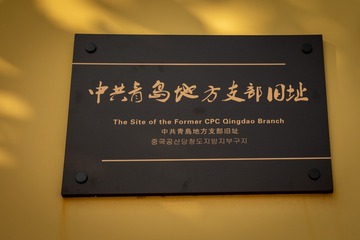 中共青岛地方支部旧址
The Site of the Former CPC Qingdao Branch
中共青島地方支部旧址
중국공산당청도지방지부구지